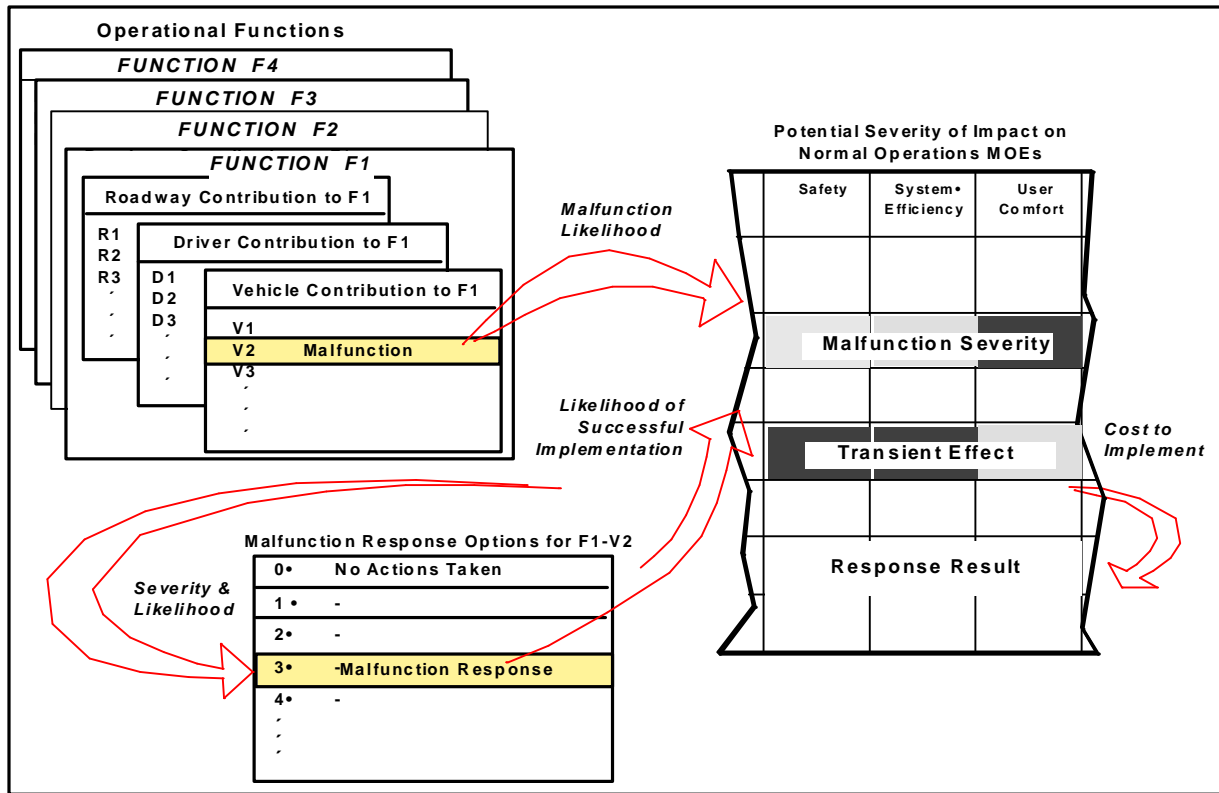 Operational Functions
FUNCTION F4
FUNCTION F3
FUNCTION F2
FUNCTION F1
Roadway Contribution to F1
R1
R2
R3
Driver Contribution to F1
D1
D2
D3
Vehicle Contribution to F1
V1
V2 Malfunction
V3
Malfunction
Likelihood
Potential Severity of Impact on
Normal Operations MOEs
Safety
System•
Efficiency
User
Comfort
Malfunction Severity
Transient Effect
Response Result
Likelihood of
Successful
Implementation
Cost to
Implement
Severity &
Likelihood
Malfunction Response Options for F1-V2
0• No Actions Taken
1 • -
2• -
3• -Malfunction Response
4• -